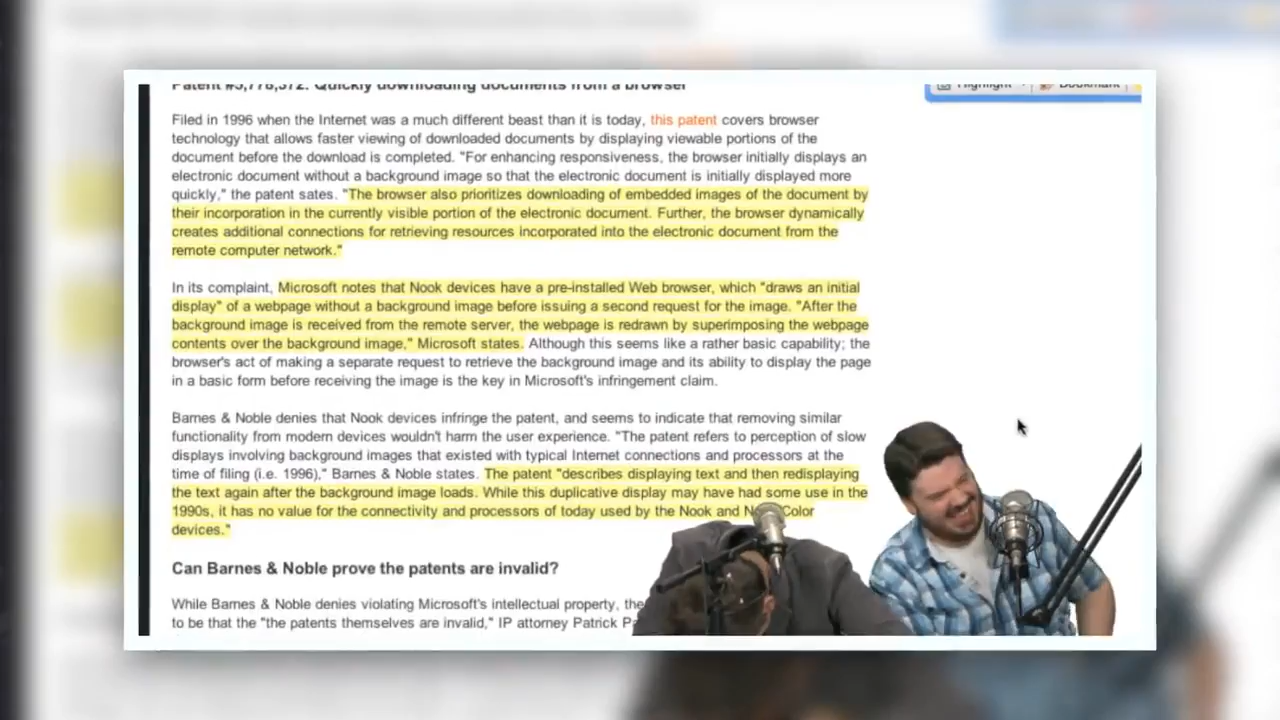 Patent #5,778,372: Quickly downloading documents from a browser
Highlight
Bookmark
Filed in 1996 when the Internet was a much different beast than it is today, this patent covers browser
technology that allows faster viewing of downloaded documents by displaying viewable portions of the
document before the download is completed. "For enhancing responsiveness, the browser initially displays an
electronic document without a background image so that the electronic document is initially displayed more
quickly," the patent sates. "The browser also prioritizes downloading of embedded images of the document by
their incorporation in the currently visible portion of the electronic document. Further, the browser dynamically
creates additional connections for retrieving resources incorporated into the electronic document from the
remote computer network."
In its complaint, Microsoft notes that Nook devices have a pre-installed Web browser, which "draws an initial
display" of a webpage without a background image before issuing a second request for the image. "After the
background image is received from the remote server, the webpage is redrawn by superimposing the webpage
contents over the background image," Microsoft states. Although this seems like a rather basic capability; the
browser's act of making a separate request to retrieve the background image and its ability to display the page
in a basic form before receiving the image is the key in Microsoft's infringement claim.
Barnes & Noble denies that Nook devices infringe the patent, and seems to indicate that removing similar
functionality from modern devices wouldn't harm the user experience. "The patent refers to perception of slow
displays involving background images that existed with typical Internet connections and processors at the
time of filing (i.e. 1996)," Barnes & Noble states. The patent "describes displaying text and then redisplaying
the text again after the background image loads. While this duplicative display may have had some use in the
1990s, it has no value for the connectivity and processors of today used by the Nook and Color
devices."
Can Barnes & Noble prove the patents are invalid?
While Barnes & Noble denies violating Microsoft's intellectual property, the
to be that the "the patents themselves are invalid," IP attorney Patrick